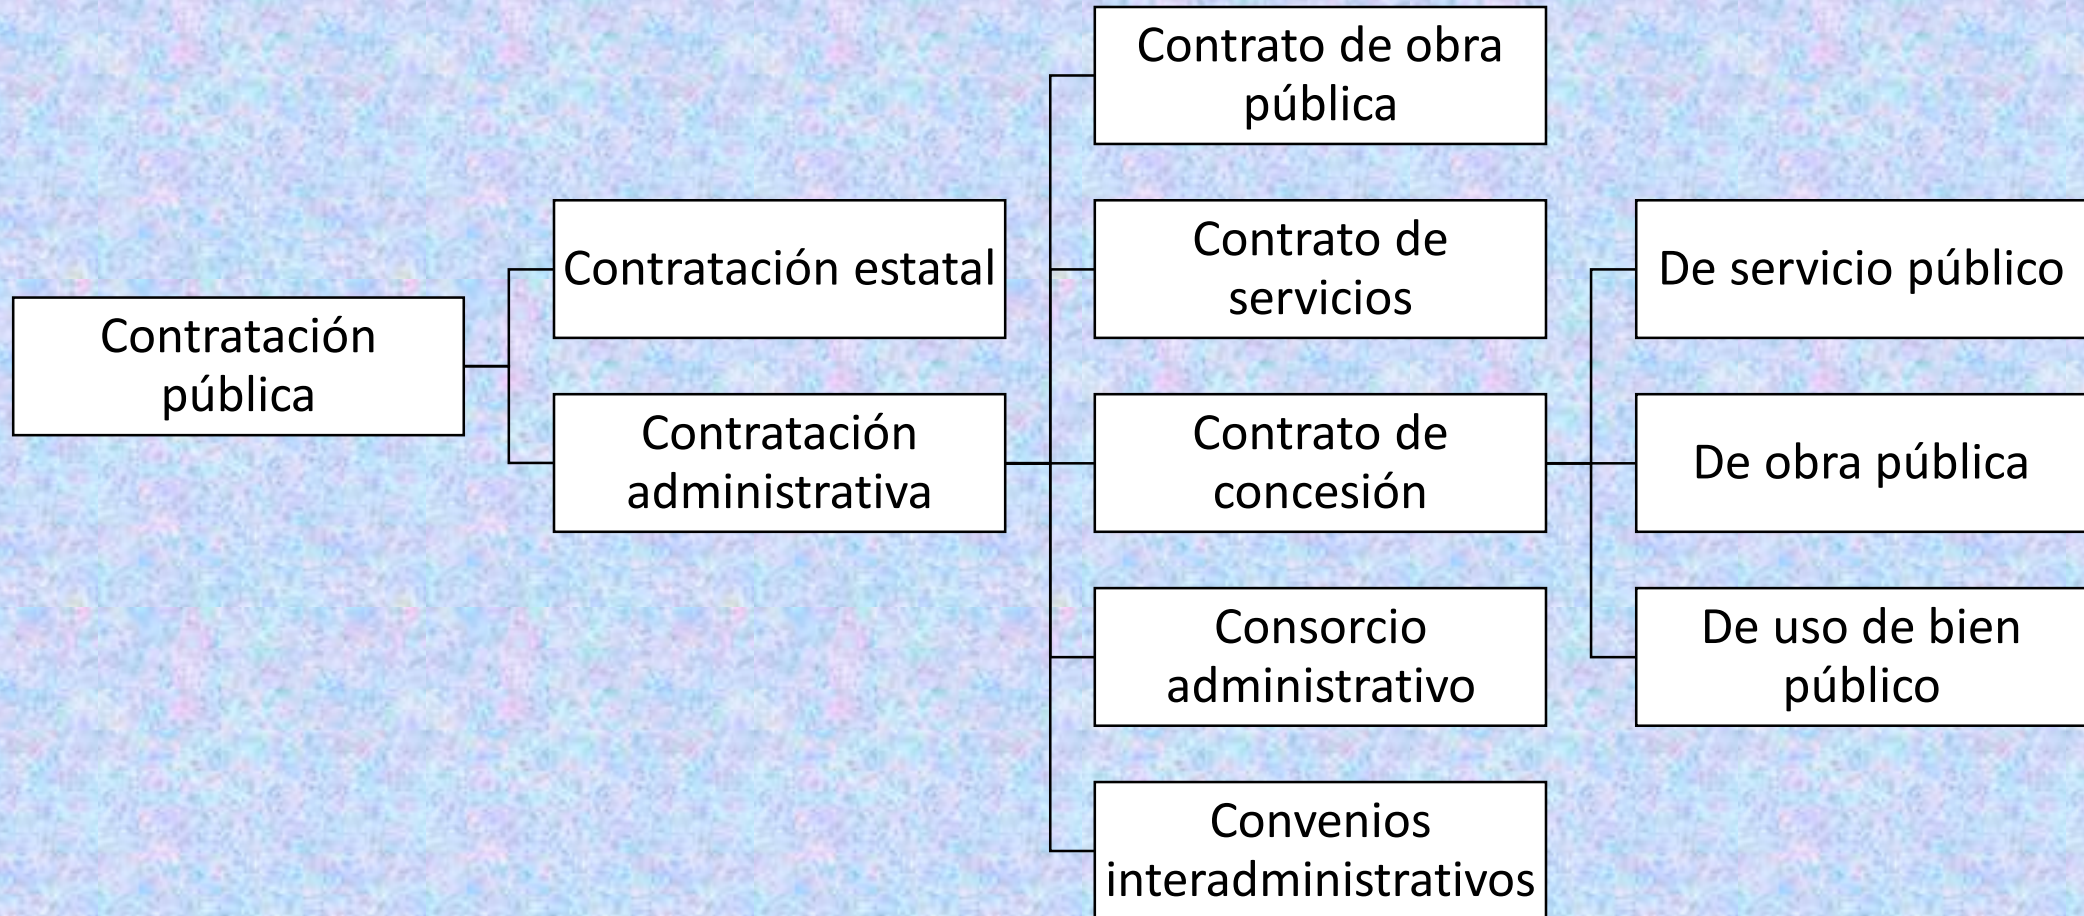 Contratación
pública
Contratación estatal
Contratación
administrativa
Contrato de obra
pública
Contrato de
servicios
Contrato de
concesión
Consorcio
administrativo
Convenios
interadministrativos
De servicio público
De obra pública
De uso de bien
público